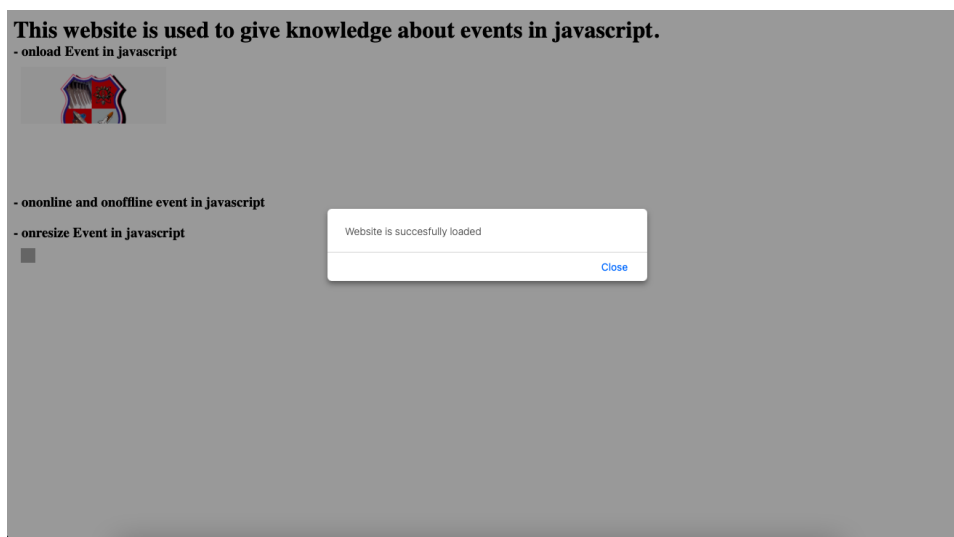 This website is used to give knowledge about events in javascript.
- onload Event in javascript
- ononline and onoffline event in javascript
- onresize Event in javascript
Website is succesfully loaded
Close